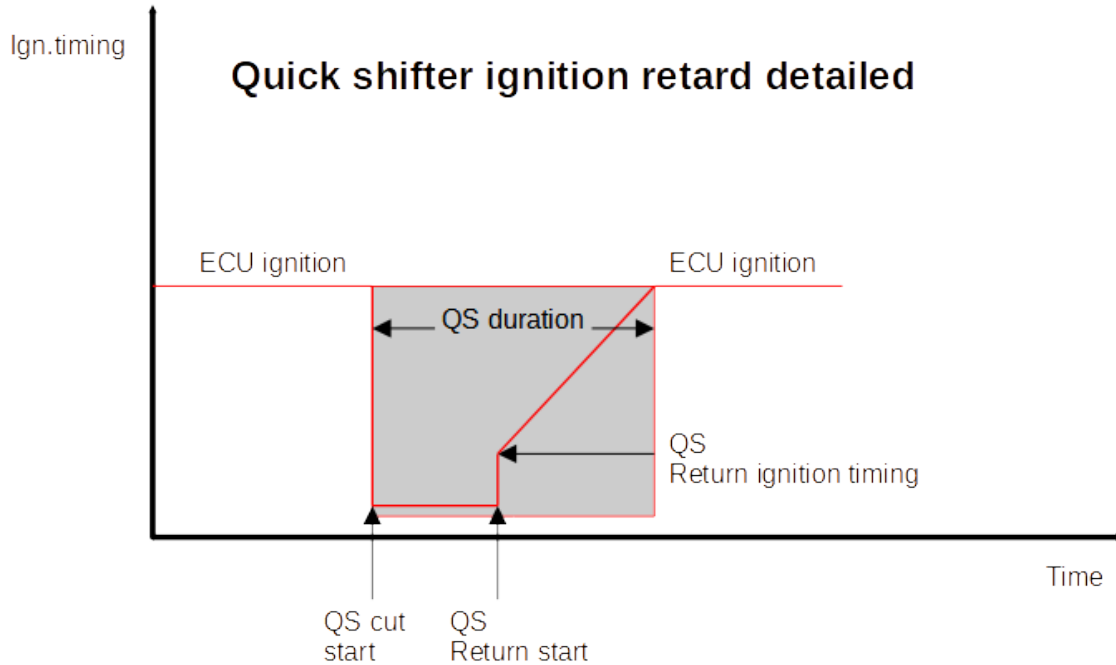 Ign.timing
Quick shifter ignition retard detailed
ECU ignition
ECU ignition
QS duration
QS
Return ignition timing
Time
QS cut
start
QS
Return start